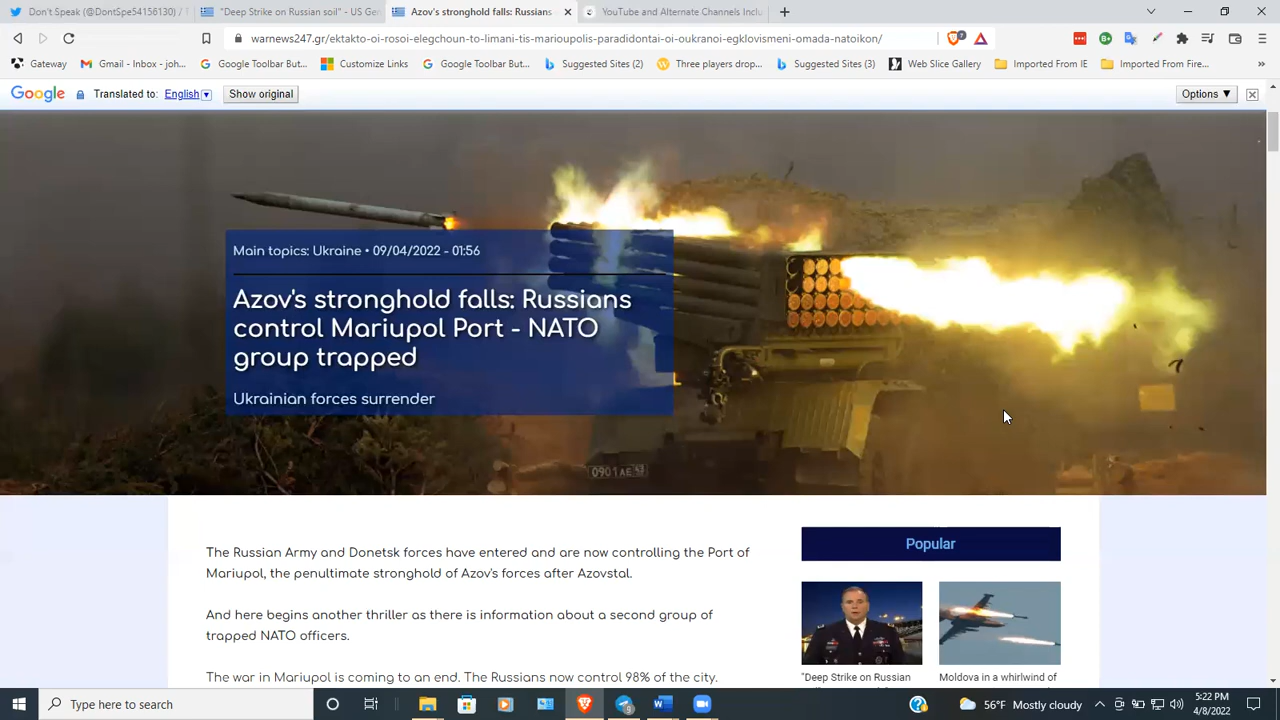 Don't Speak (@DontSpe54156130) /
"Deep Strike on Russian soil" - US Gen
Azov's stronghold falls: Russians
YouTube and Alternate Channels Inclu
warnews247.gr/ektakto-oi-rosoi-elegchoun-to-limani-tis-marioupolis-paradidontai-oi-oukranoi-egklovismeni-omada-natoikon/
Gateway
Gmail - Inbox - joh...
Google Toolbar But...
Customize Links
Google Toolbar But...
Suggested Sites (2)
Three players drop...
Suggested Sites (3)
Web Slice Gallery
Imported From IE
Imported From Fire...
Google Translated to: English Show original Options ▼
Main topics: Ukraine • 09/04/2022 - 01:56
Azov's stronghold falls: Russians
control Mariupol Port - NATO
group trapped
Ukrainian forces surrender
0901AE
The Russian Army and Donetsk forces have entered and are now controlling the Port of
Mariupol, the penultimate stronghold of Azov's forces after Azovstal.
And here begins another thriller as there is information about a second group of
trapped NATO officers.
The war in Mariupol is coming to an end. The Russians now control 98% of the city.
Popular
"Deep Strike on Russian
Moldova in a whirlwind of
Type here to search
56°F Mostly cloudy
5:22 PM
4/8/2022